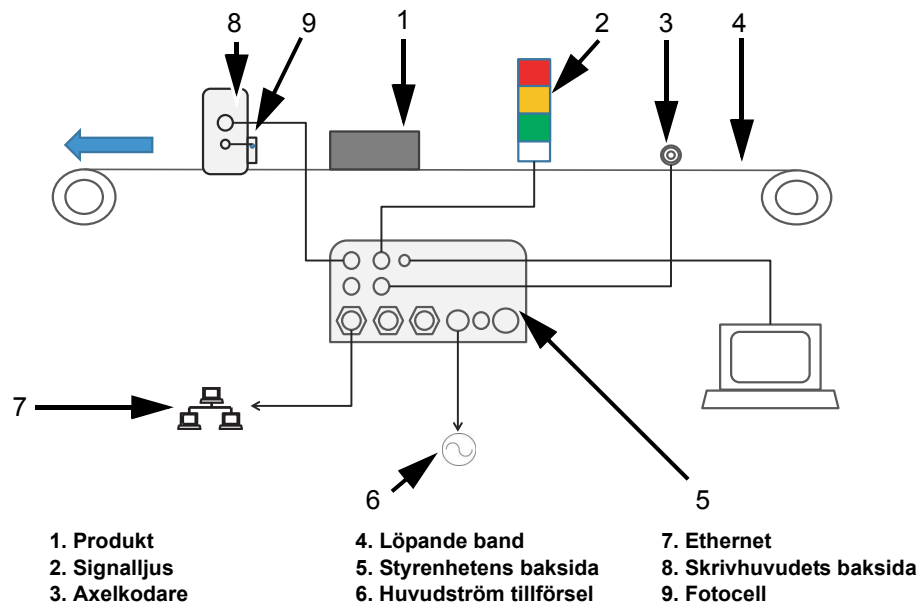 8 9 1 2 3 4
7
6 5
1. Produkt
2. Signalljus
3. Axelkodare
4. Löpande band
5. Styrenhetens baksida
6. Huvudström tillförsel
7. Ethernet
8. Skrivhuvudets baksida
9. Fotocell